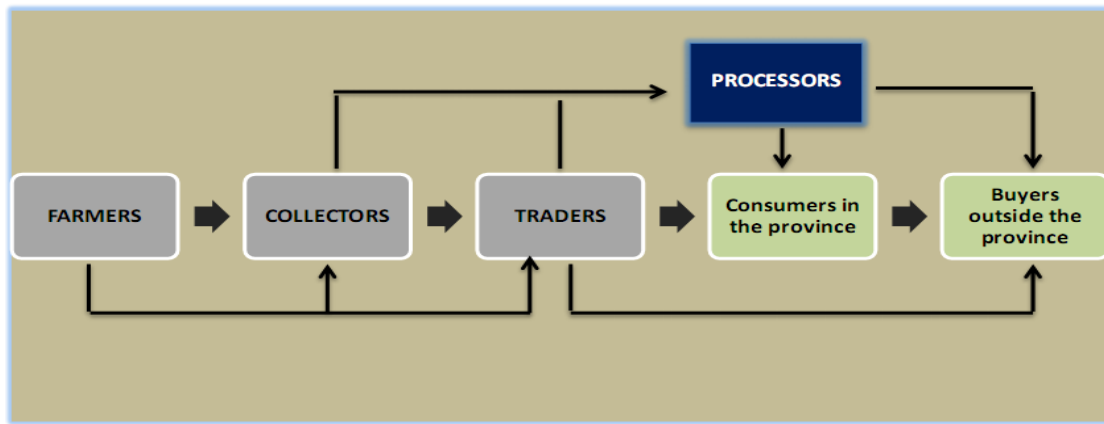 PROCESSORS
FARMERS
COLLECTORS
TRADERS
Consumers in
the province
Buyers
outside the
province